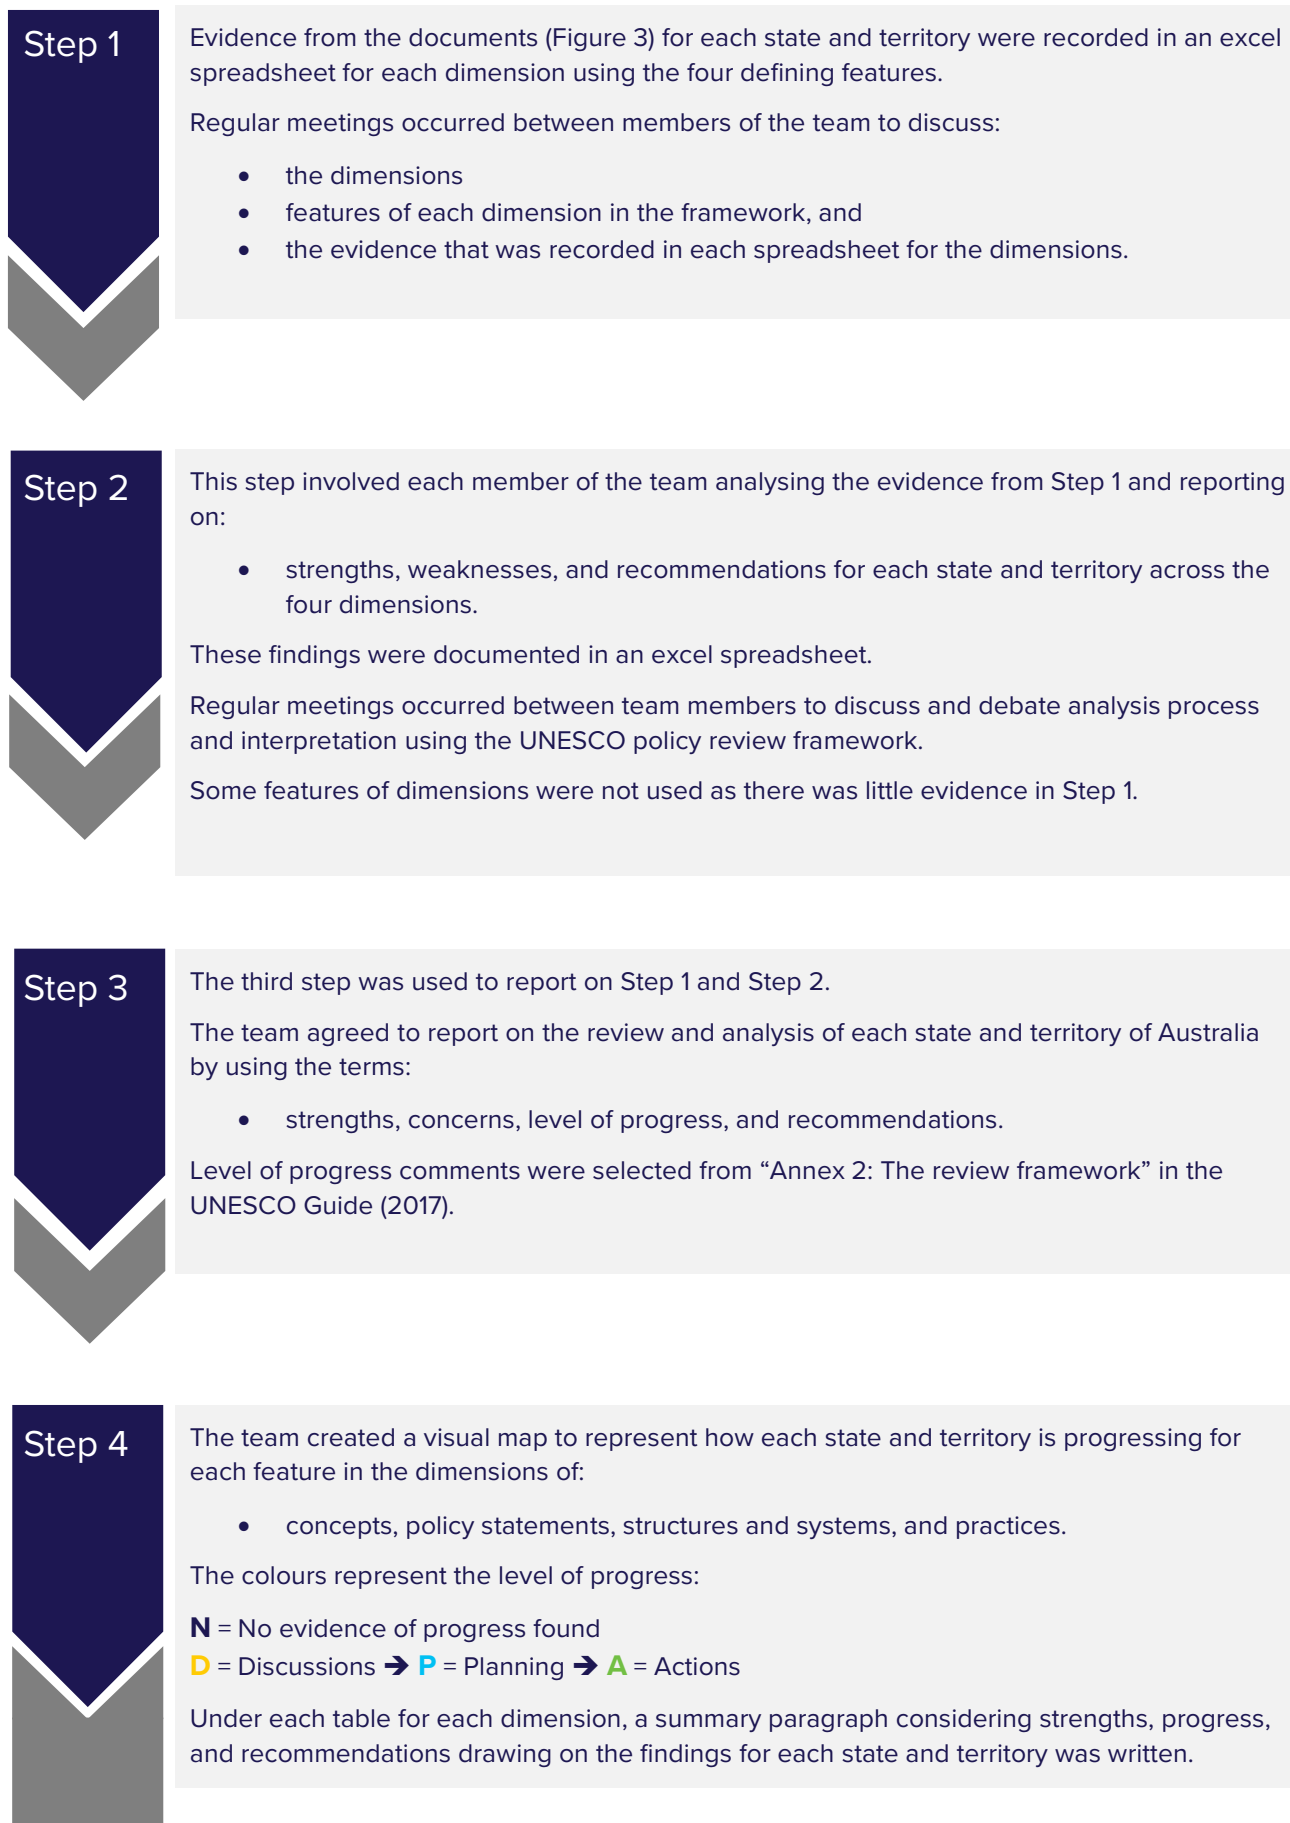 Step 1
Evidence from the documents (Figure 3) for each state and territory were recorded in an excel
spreadsheet for each dimension using the four defining features.
Regular meetings occurred between members of the team to discuss:
• the dimensions
• features of each dimension in the framework, and
• the evidence that was recorded in each spreadsheet for the dimensions.
Step 2
This step involved each member of the team analysing the evidence from Step 1 and reporting
on:
• strengths, weaknesses, and recommendations for each state and territory across the
four dimensions.
These findings were documented in an excel spreadsheet.
Regular meetings occurred between team members to discuss and debate analysis process
and interpretation using the UNESCO policy review framework.
Some features of dimensions were not used as there was little evidence in Step 1.
Step 3
The third step was used to report on Step 1 and Step 2.
The team agreed to report on the review and analysis of each state and territory of Australia
by using the terms:
• strengths, concerns, level of progress, and recommendations.
Level of progress comments were selected from “Annex 2: The review framework” in the
UNESCO Guide (2017).
Step 4
The team created a visual map to represent how each state and territory is progressing for
each feature in the dimensions of:
• concepts, policy statements, structures and systems, and practices.
The colours represent the level of progress:
N = No evidence of progress found
D = Discussions ➔ P = Planning ➔ A = Actions
Under each table for each dimension, a summary paragraph considering strengths, progress,
and recommendations drawing on the findings for each state and territory was written.